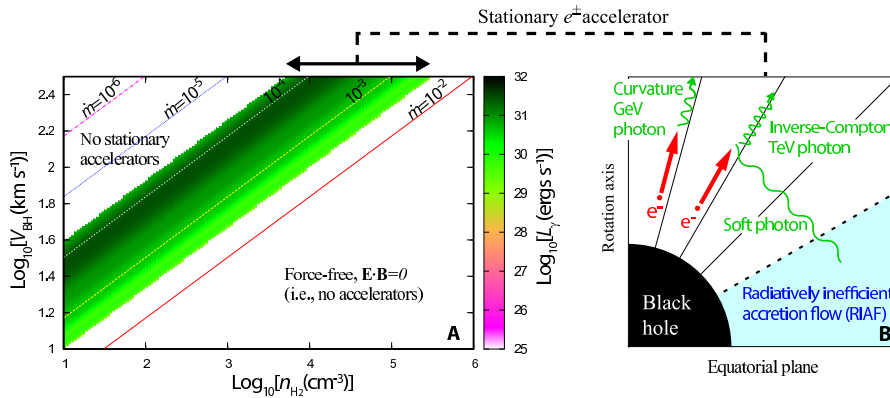 Stationary e± accelerator
2.4
2.2
2.0
1.8
1.6
1.4
1.2
1
Log10[VBH(km s-1)]
ṁ=10-6
ṁ=10-5
10-4
10-3
ṁ=10-2
No stationary
accelerators
Force-free, E·B=0
(i.e., no accelerators)
A
1
2
3
4
5
6
Log10[nH2(cm-3)]
32
31
30
29
28
27
26
25
Log10[Lγ(ergs s-1)]
Rotation axis
Curvature
GeV
photon
Inverse-Compton
TeV photon
e-
e-
Soft photon
Black
hole
Radiatively inefficient
accretion flow (RIAF)
B
Equatorial plane